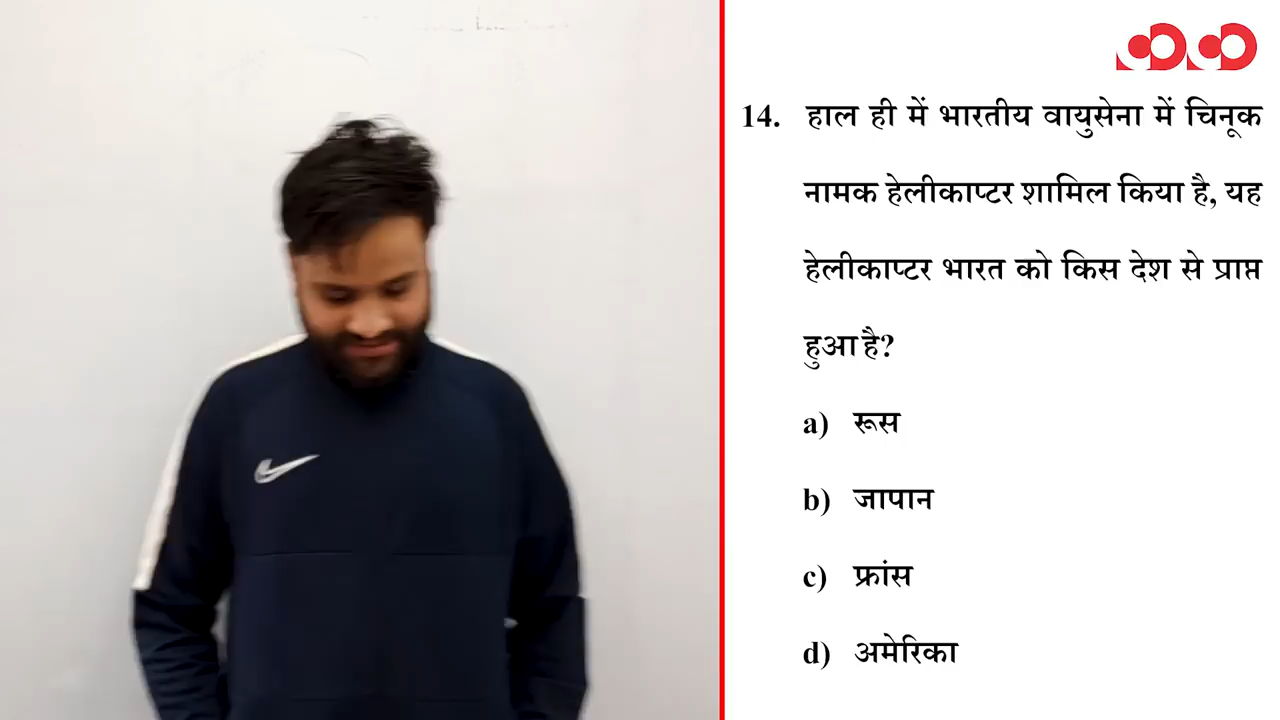 14. हाल ही में भारतीय वायुसेना में चिनूक
नामक हेलीकाप्टर शामिल किया है, यह
हेलीकाप्टर भारत को किस देश से प्राप्त
हुआ है?
a) रूस
b) जापान
c) फ्रांस
d) अमेरिका